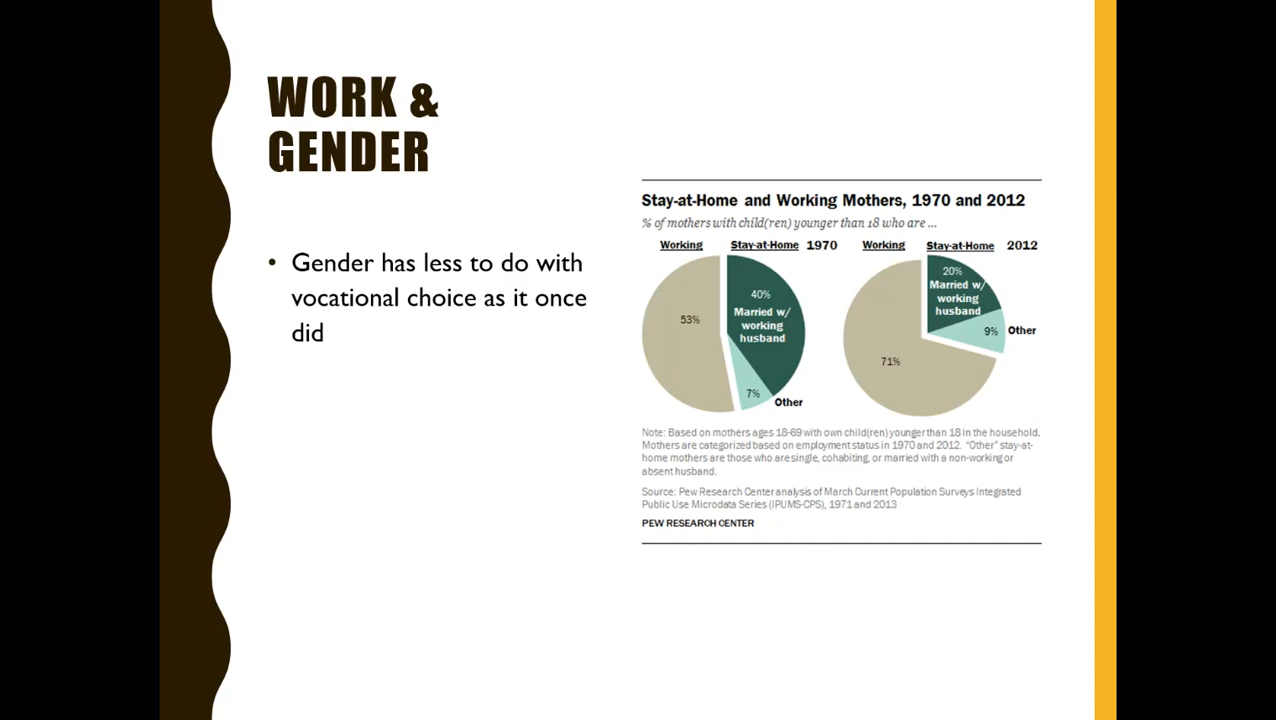 WORK &
GENDER
• Gender has less to do with
vocational choice as it once
did
Stay-at-Home and Working Mothers, 1970 and 2012
% of mothers with child(ren) younger than 18 who are ...
Working Stay-at-Home 1970
53%
40%
Married w/
working
husband
7%
Other
Working Stay-at-Home 2012
20%
Married w/
working
husband
9% Other
71%
Note: Based on mothers ages 18-69 with own child(ren) younger than 18 in the household.
Mothers are categorized based on employment status in 1970 and 2012. “Other” stay-at-
home mothers are those who are single, cohabiting, or married with a non-working or
absent husband.
Source: Pew Research Center analysis of March Current Population Surveys Integrated
Public Use Microdata Series (IPUMS-CPS), 1971 and 2013
PEW RESEARCH CENTER